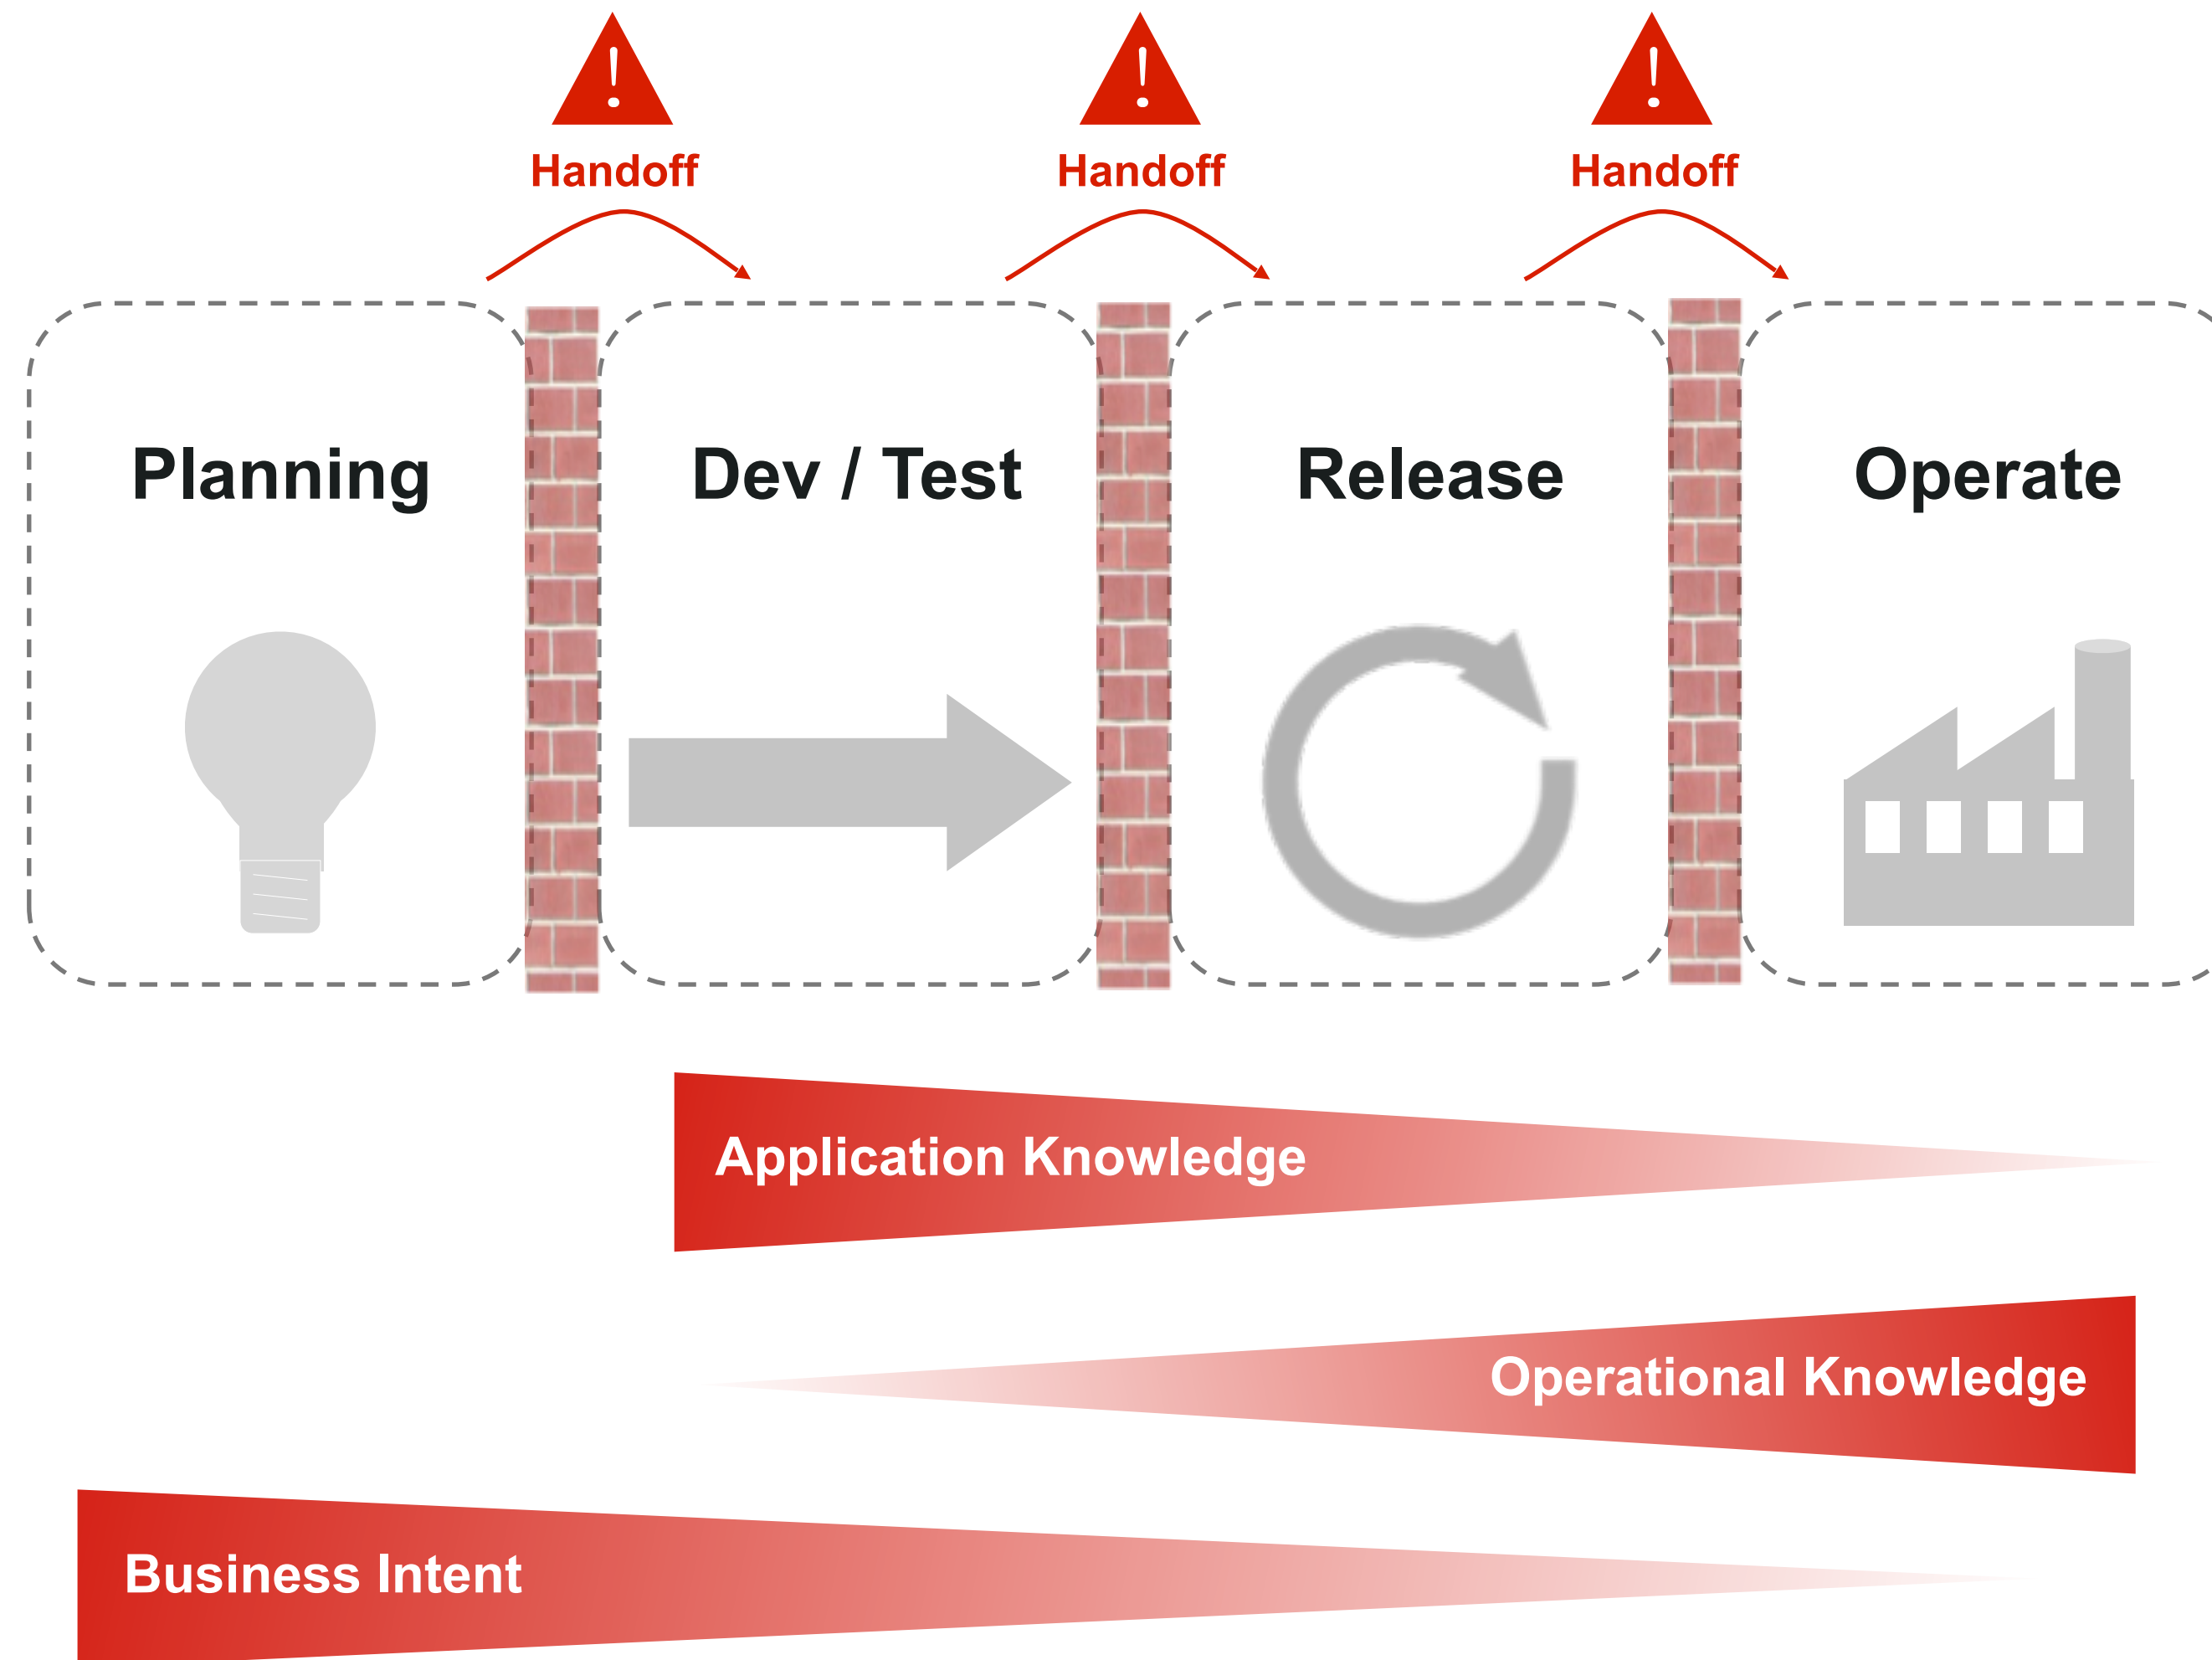 !
!
!
Handoff
Handoff
Handoff
Planning
Dev / Test
Release
Operate
Application Knowledge
Operational Knowledge
Business Intent